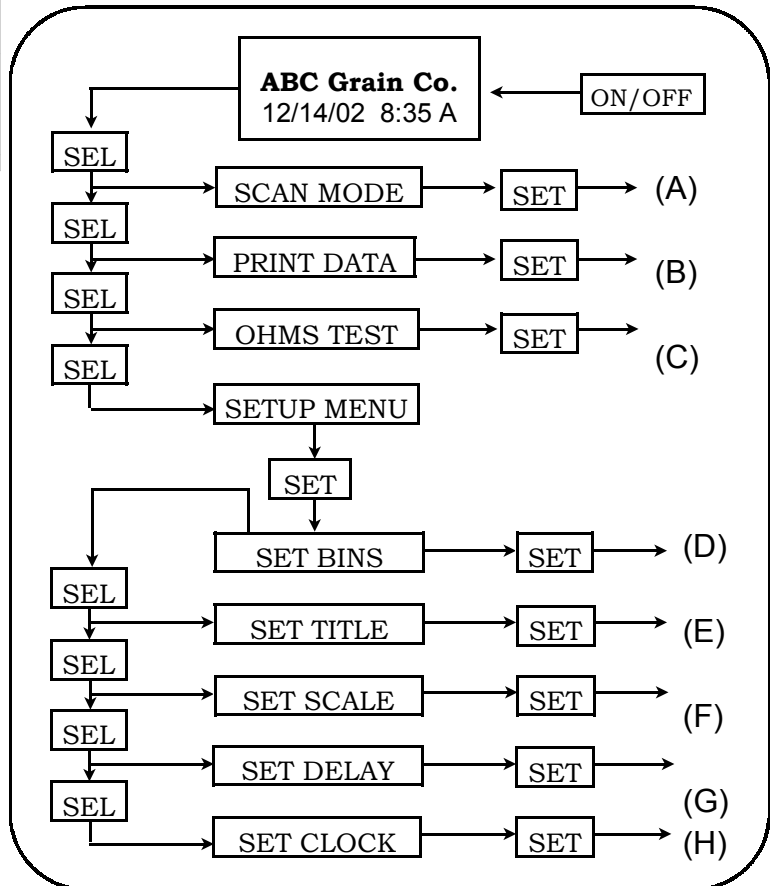 ABC Grain Co.
12/14/02 8:35 A
ON/OFF
SEL
SCAN MODE
SET
(A)
SEL
PRINT DATA
SET
(B)
SEL
OHMS TEST
SET
(C)
SEL
SETUP MENU
SET
SET BINS
SET
(D)
SEL
SET TITLE
SET
(E)
SEL
SET SCALE
SET
(F)
SEL
SET DELAY
SET
(G)
SEL
SET CLOCK
SET
(H)